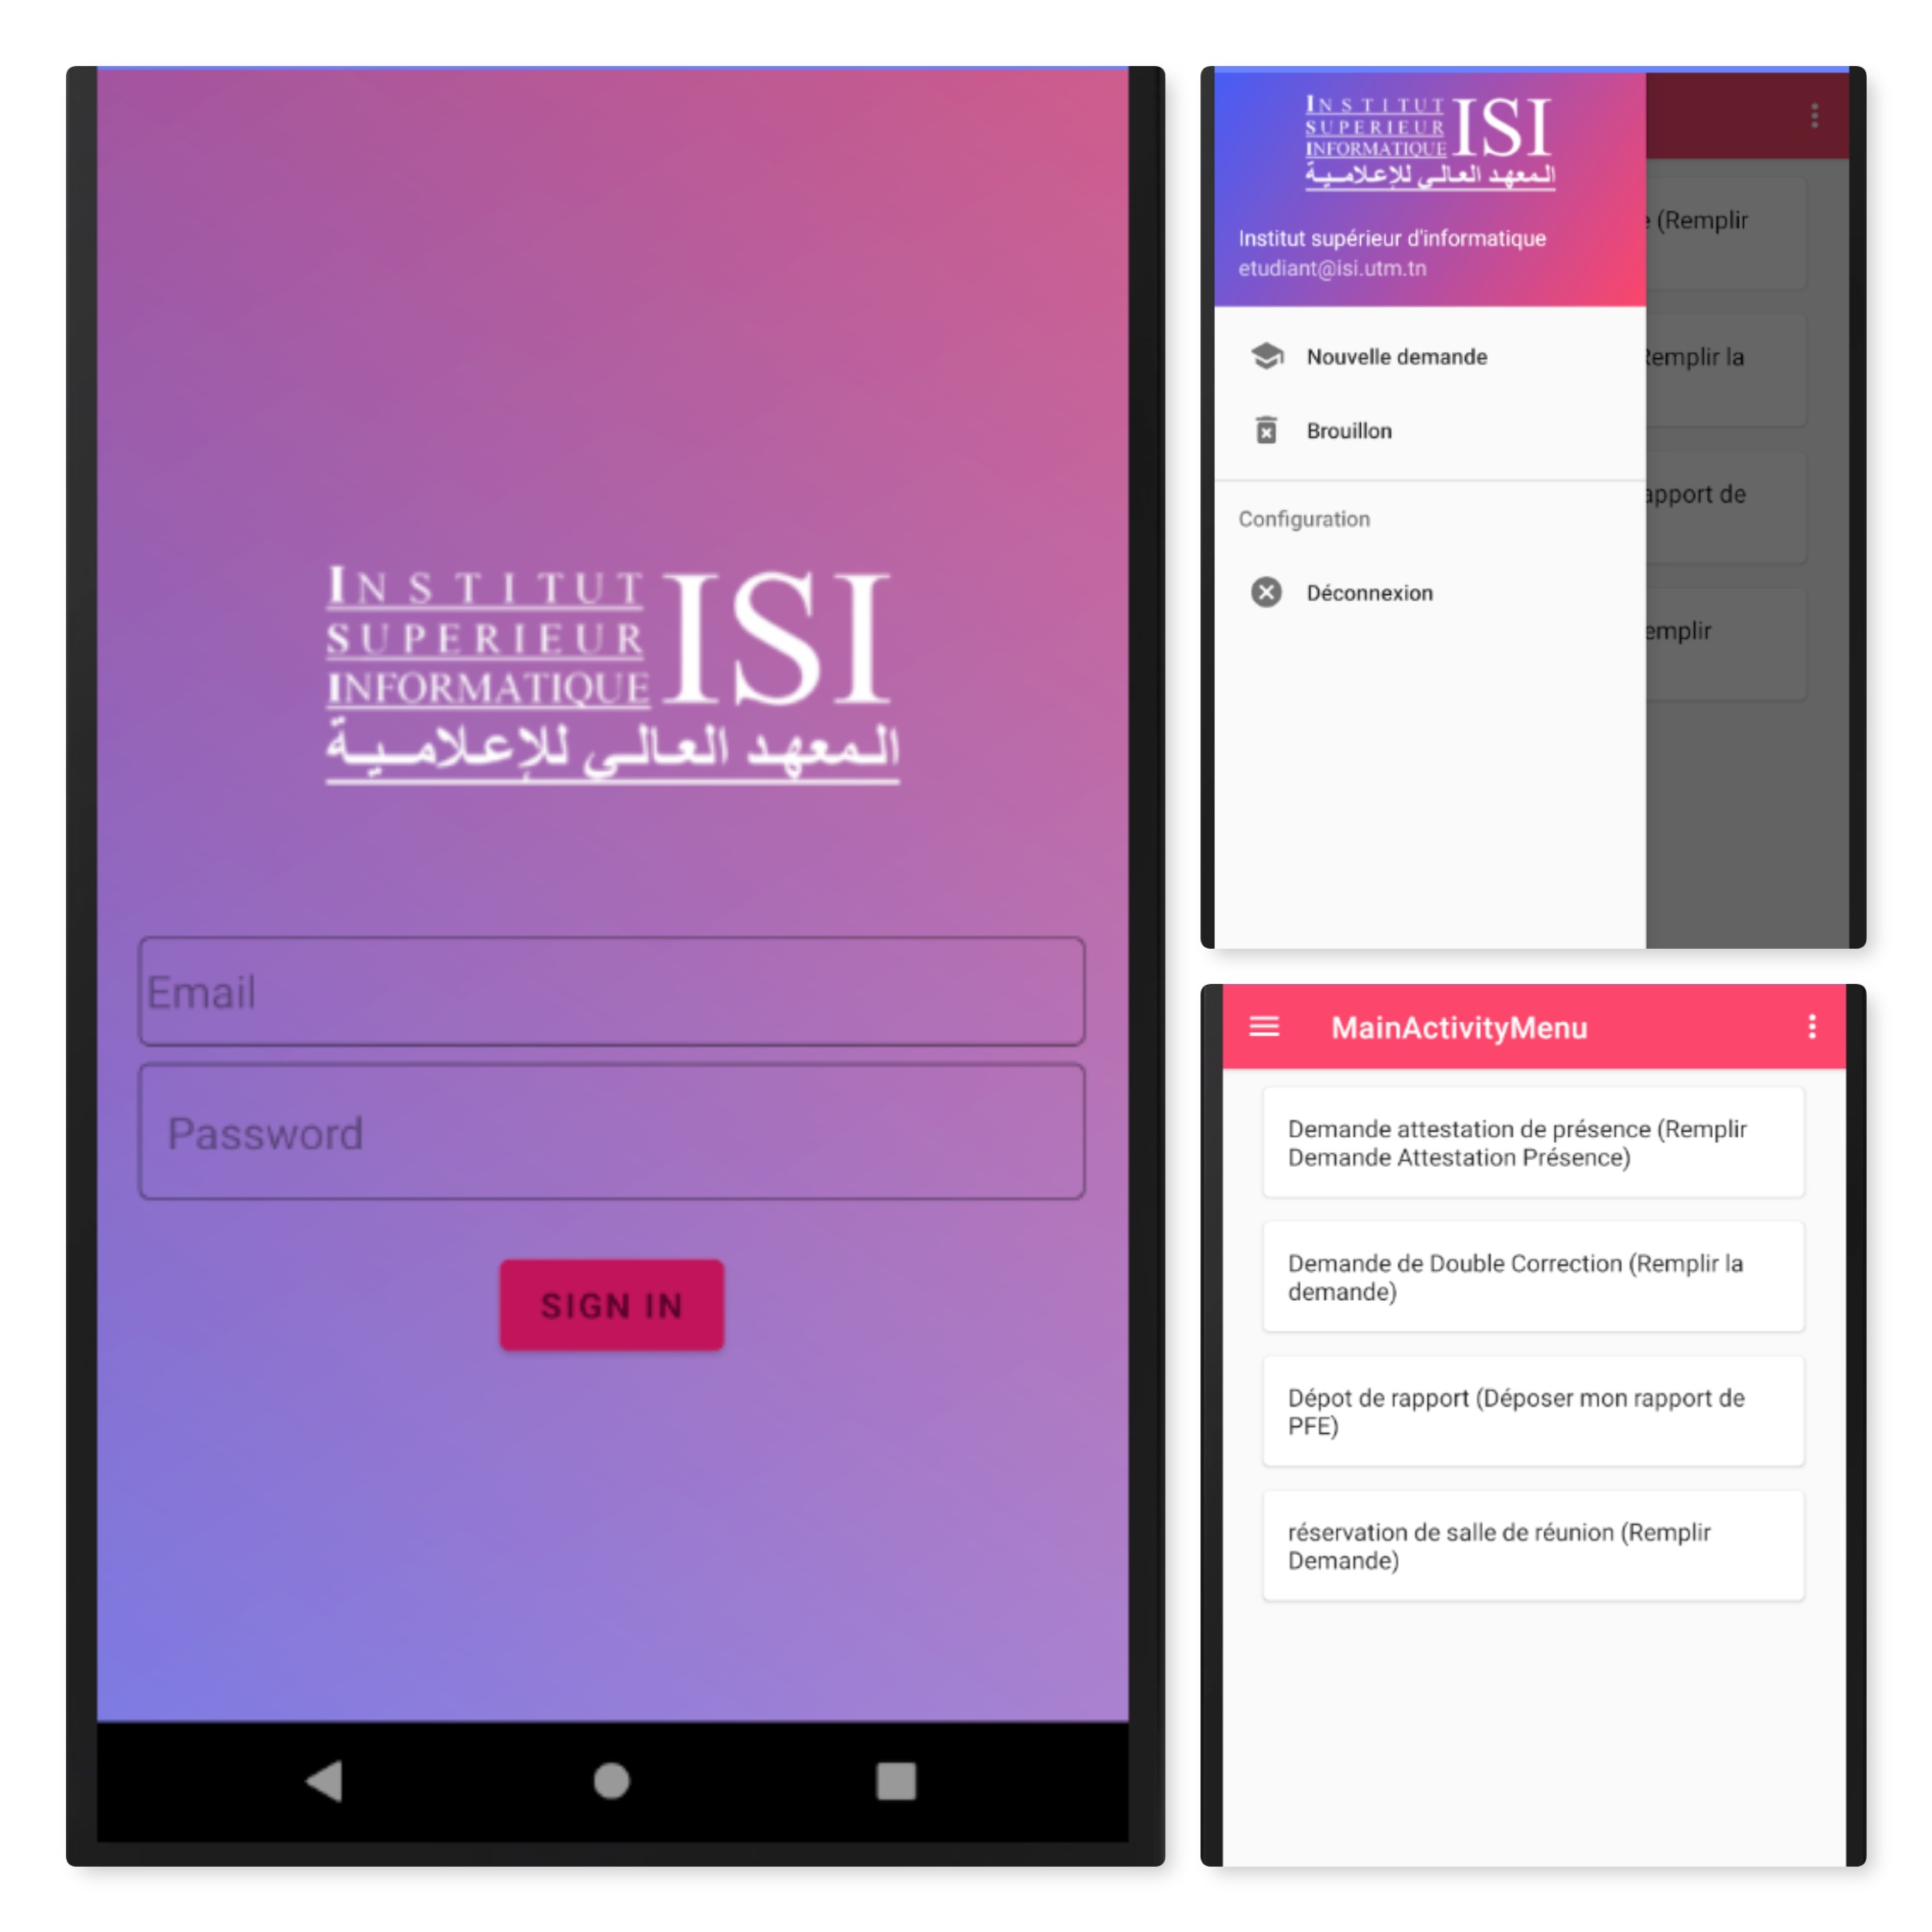 INSTITUT
SUPERIEUR
INFORMATIQUE
ISI
المعهد العالي للإعلامية
Email
Password
SIGN IN
INSTITUT
SUPERIEUR
INFORMATIQUE
ISI
المعهد العالي للإعلامية
Institut supérieur d'informatique
etudiant@isi.utm.tn
Nouvelle demande
Brouillon
Configuration
Déconnexion
(Remplir
Remplir la
apport de
emplir
MainActivityMenu
Demande attestation de présence (Remplir
Demande Attestation Présence)
Demande de Double Correction (Remplir la
demande)
Dépot de rapport (Déposer mon rapport de
PFE)
réservation de salle de réunion (Remplir
Demande)